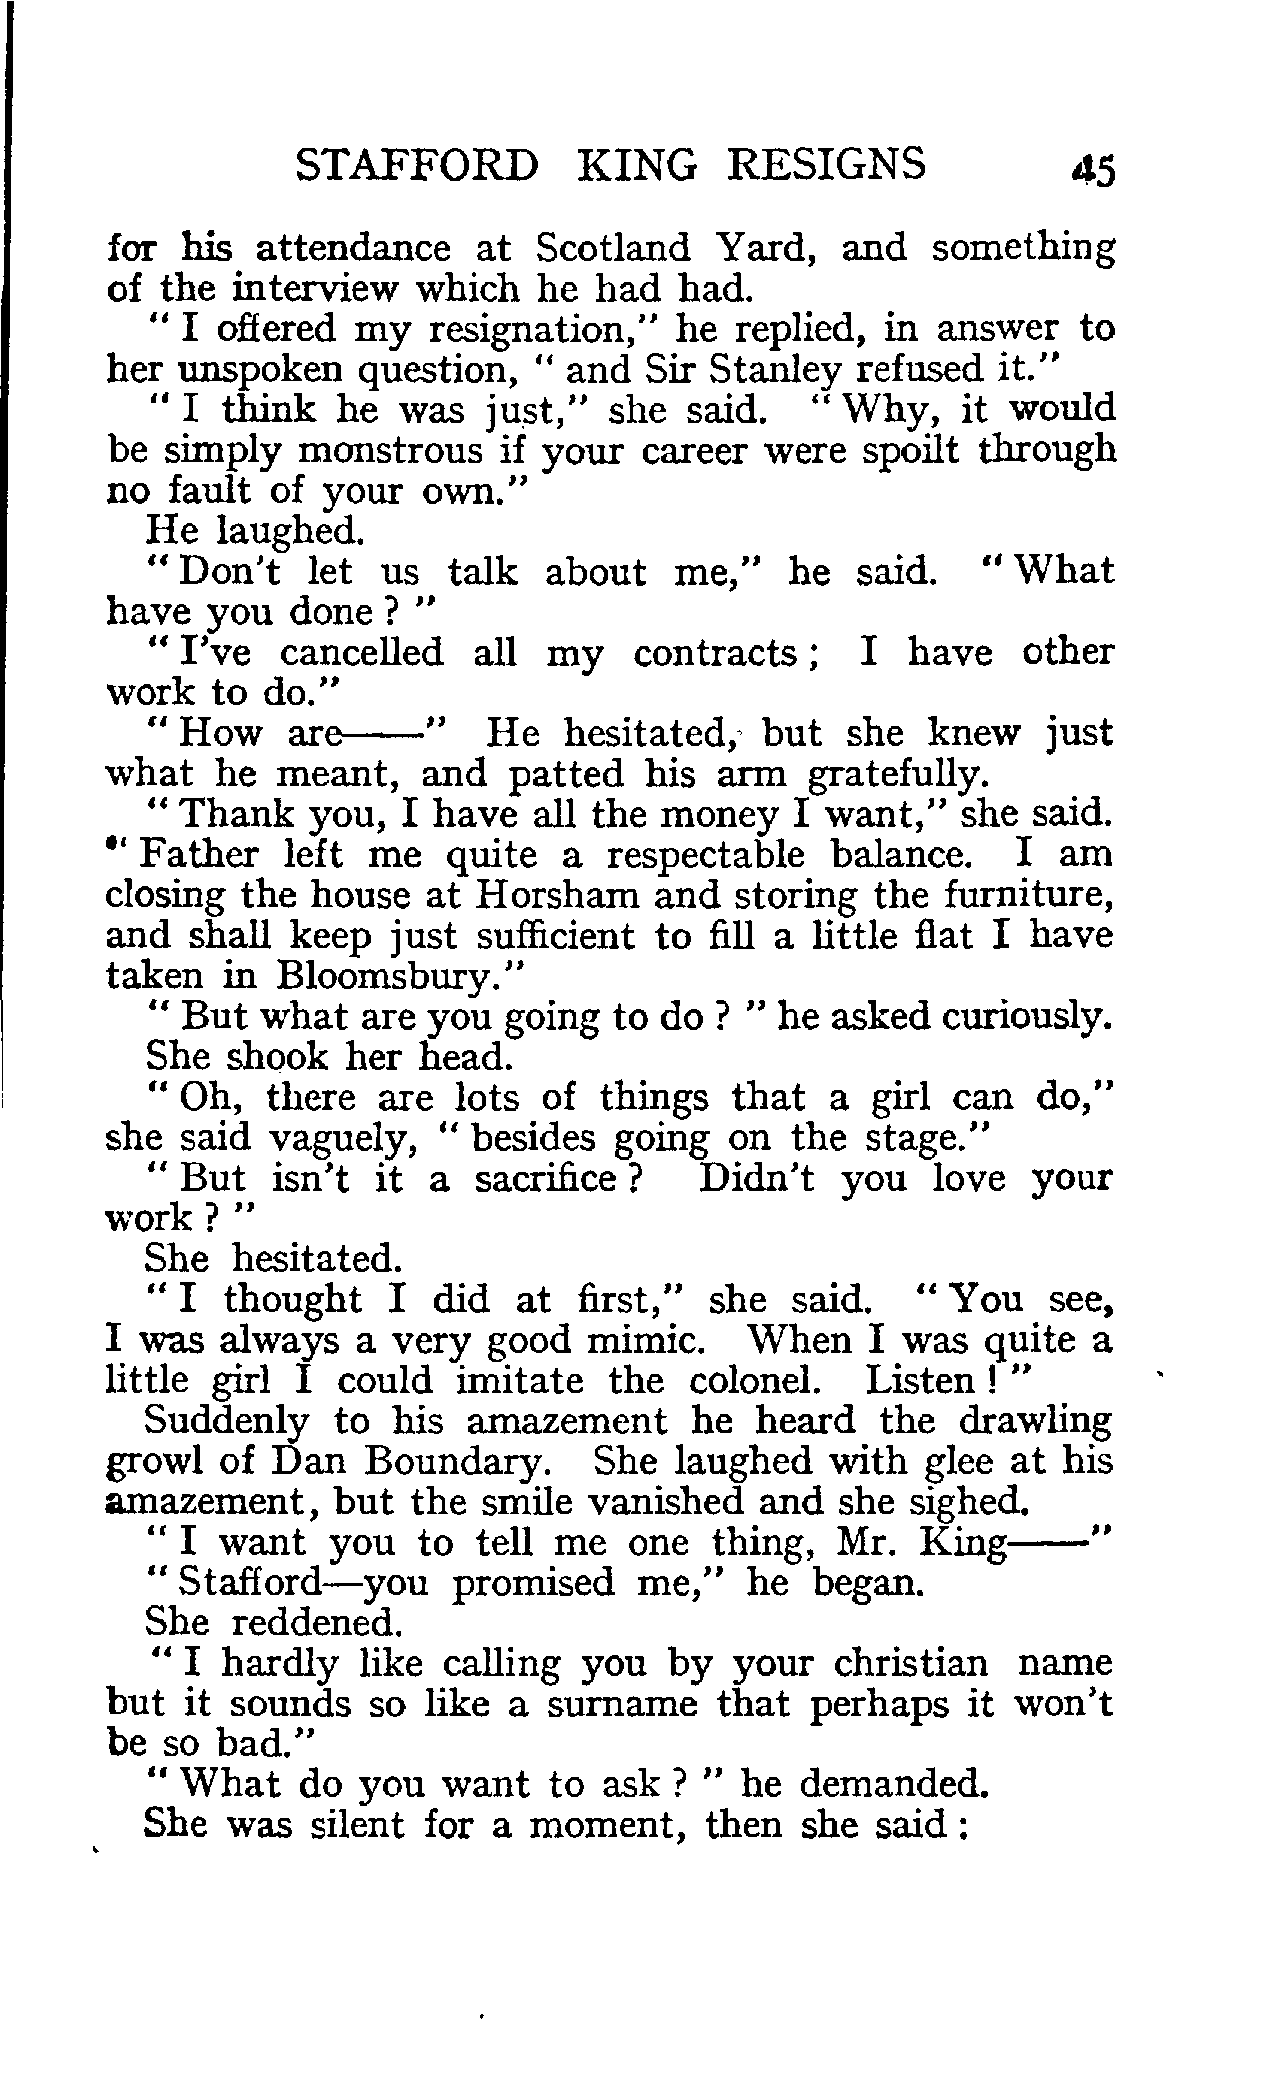 STAFFORD KING RESIGNS 45
for his attendance at Scotland Yard, and something
of the interview which he had had.
" I offered my resignation," he replied, in answer to
her unspoken question, " and Sir Stanley refused it."
" I think he was just," she said. " Why, it would
be simply monstrous if your career were spoilt through
no fault of your own."
He laughed.
" Don't let us talk about me," he said. " What
have you done ? "
" I've cancelled all my contracts ; I have other
work to do."
" How are——" He hesitated, but she knew just
what he meant, and patted his arm gratefully.
" Thank you, I have all the money I want," she said.
" Father left me quite a respectable balance. I am
closing the house at Horsham and storing the furniture,
and shall keep just sufficient to fill a little flat I have
taken in Bloomsbury."
" But what are you going to do ? " he asked curiously.
She shook her head.
" Oh, there are lots of things that a girl can do,"
she said vaguely, " besides going on the stage."
" But isn't it a sacrifice ? Didn't you love your
work ? "
She hesitated.
" I thought I did at first," she said. " You see,
I was always a very good mimic. When I was quite a
little girl I could imitate the colonel. Listen ! "
Suddenly to his amazement he heard the drawling
growl of Dan Boundary. She laughed with glee at his
amazement, but the smile vanished and she sighed.
" I want you to tell me one thing, Mr. King——"
" Stafford—you promised me," he began.
She reddened.
" I hardly like calling you by your christian name
but it sounds so like a surname that perhaps it won't
be so bad."
" What do you want to ask ? " he demanded.
She was silent for a moment, then she said :